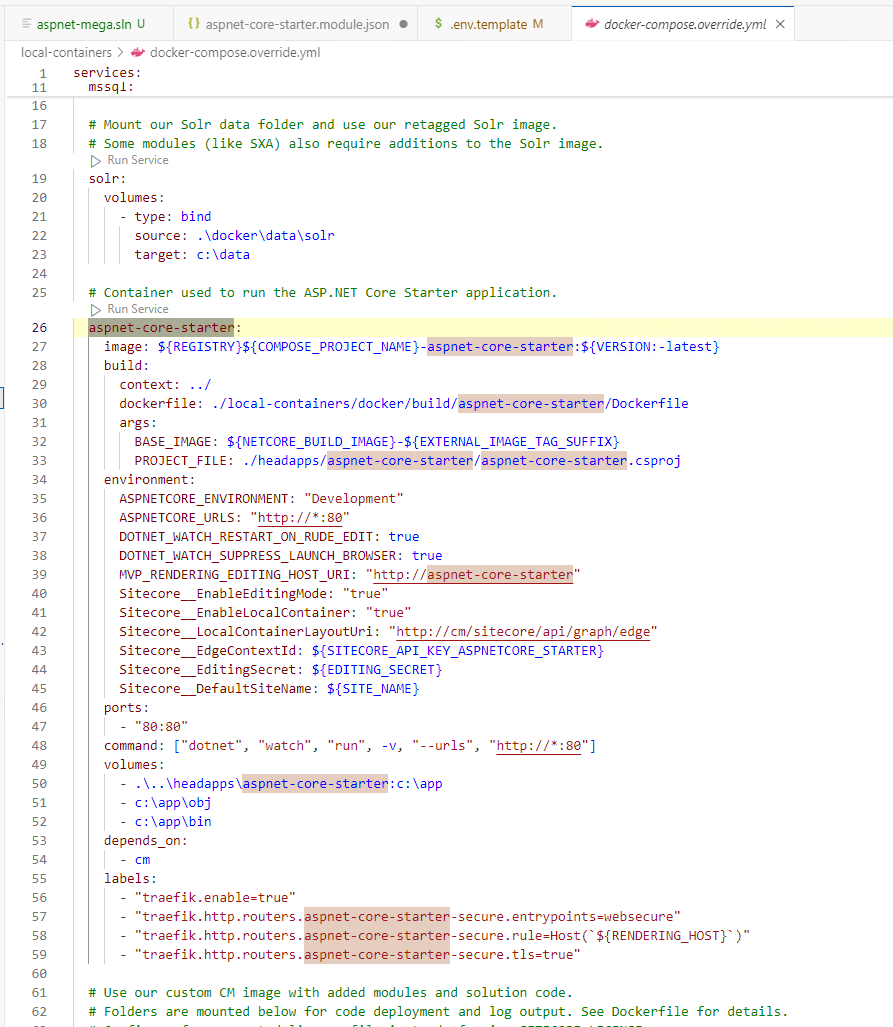 aspnet-mega.sln U
{} aspnet-core-starter.module.json
$ .env.template M
docker-compose.override.yml
local-containers > docker-compose.override.yml
1 services:
11 mssql:
16
17 # Mount our Solr data folder and use our retagged Solr image.
18 # Some modules (like SXA) also require additions to the Solr image.
Run Service
19 solr:
20 volumes:
21 - type: bind
22 source: .\docker\data\solr
23 target: c:\data
24
25 # Container used to run the ASP.NET Core Starter application.
Run Service
26 aspnet-core-starter:
27 image: ${REGISTRY}${COMPOSE_PROJECT_NAME}-aspnet-core-starter:${VERSION:-latest}
28 build:
29 context: ../
30 dockerfile: ./local-containers/docker/build/aspnet-core-starter/Dockerfile
31 args:
32 BASE_IMAGE: ${NETCORE_BUILD_IMAGE}-${EXTERNAL_IMAGE_TAG_SUFFIX}
33 PROJECT_FILE: ./headapps/aspnet-core-starter/aspnet-core-starter.csproj
34 environment:
35 ASPNETCORE_ENVIRONMENT: "Development"
36 ASPNETCORE_URLS: "http://*:80"
37 DOTNET_WATCH_RESTART_ON_RUDE_EDIT: true
38 DOTNET_WATCH_SUPPRESS_LAUNCH_BROWSER: true
39 MVP_RENDERING_EDITING_HOST_URI: "http://aspnet-core-starter"
40 Sitecore__EnableEditingMode: "true"
41 Sitecore__EnableLocalContainer: "true"
42 Sitecore__LocalContainerLayoutUri: "http://cm/sitecore/api/graph/edge"
43 Sitecore__EdgeContextId: ${SITECORE_API_KEY_ASPNETCORE_STARTER}
44 Sitecore__EditingSecret: ${EDITING_SECRET}
45 Sitecore__DefaultSiteName: ${SITE_NAME}
46 ports:
47 - "80:80"
48 command: ["dotnet", "watch", "run", -v, "--urls", "http://*:80"]
49 volumes:
50 - .\..\headapps\aspnet-core-starter:c:\app
51 - c:\app\obj
52 - c:\app\bin
53 depends_on:
54 - cm
55 labels:
56 - "traefik.enable=true"
57 - "traefik.http.routers.aspnet-core-starter-secure.entrypoints=websecure"
58 - "traefik.http.routers.aspnet-core-starter-secure.rule=Host(`${RENDERING_HOST}`)"
59 - "traefik.http.routers.aspnet-core-starter-secure.tls=true"
60
61 # Use our custom CM image with added modules and solution code.
62 # Folders are mounted below for code deployment and log output. See Dockerfile for details.